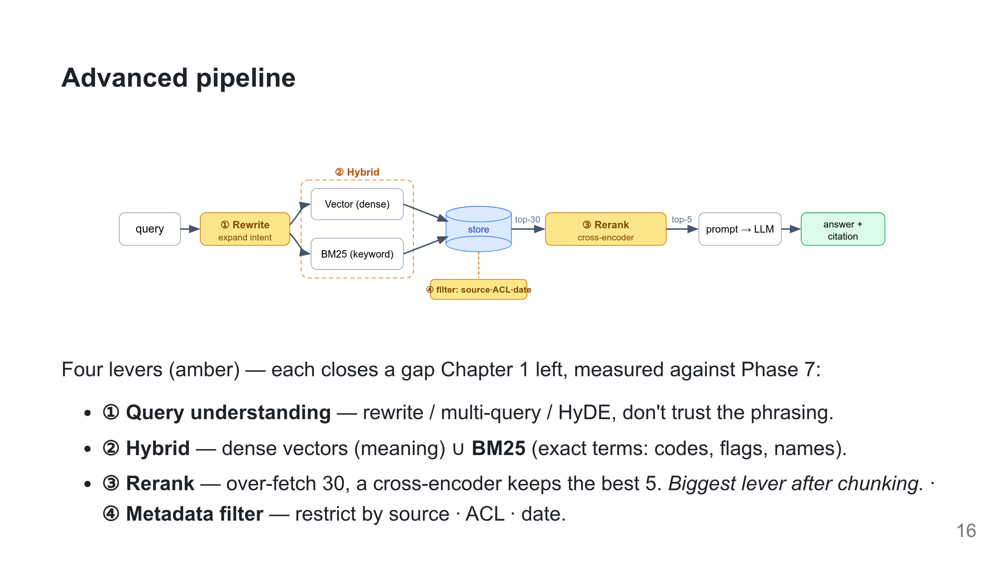 Advanced pipeline
② Hybrid
query
① Rewrite
expand intent
Vector (dense)
BM25 (keyword)
store
④ filter: source·ACL·date
top-30
③ Rerank
cross-encoder
top-5
prompt → LLM
answer +
citation
Four levers (amber) — each closes a gap Chapter 1 left, measured against Phase 7:
• ① Query understanding — rewrite / multi-query / HyDE, don't trust the phrasing.
• ② Hybrid — dense vectors (meaning) ∪ BM25 (exact terms: codes, flags, names).
• ③ Rerank — over-fetch 30, a cross-encoder keeps the best 5. Biggest lever after chunking. ·
④ Metadata filter — restrict by source · ACL · date.
16